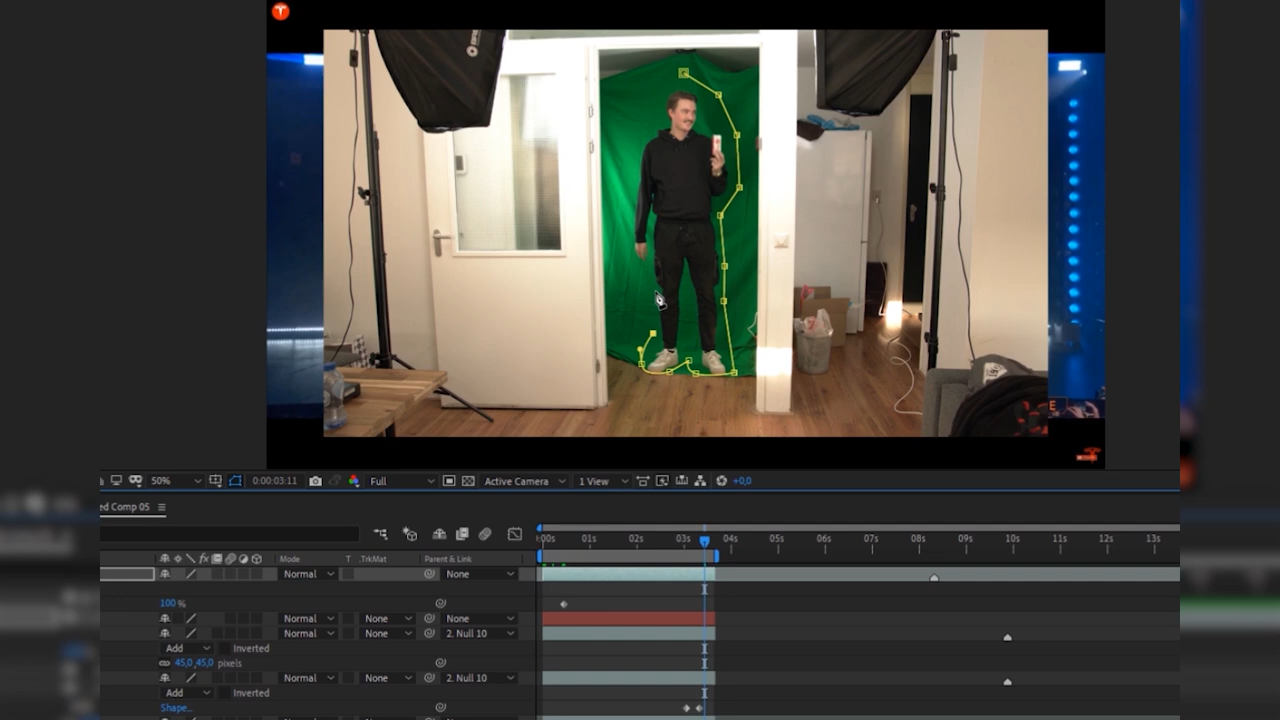 50% 0:00:03:11 Full Active Camera 1 View +0,0
ed Comp 05
:00s 01s 02s 03s 04s 05s 06s 07s 08s 09s 10s 11s 12s 13s
fx Mode T .TrkMat Parent & Link
Normal None
100 %
Normal None None
Normal None 2. Null 10
Add Inverted
45,0 ,45,0 pixels
Normal None 2. Null 10
Add Inverted
Shape...